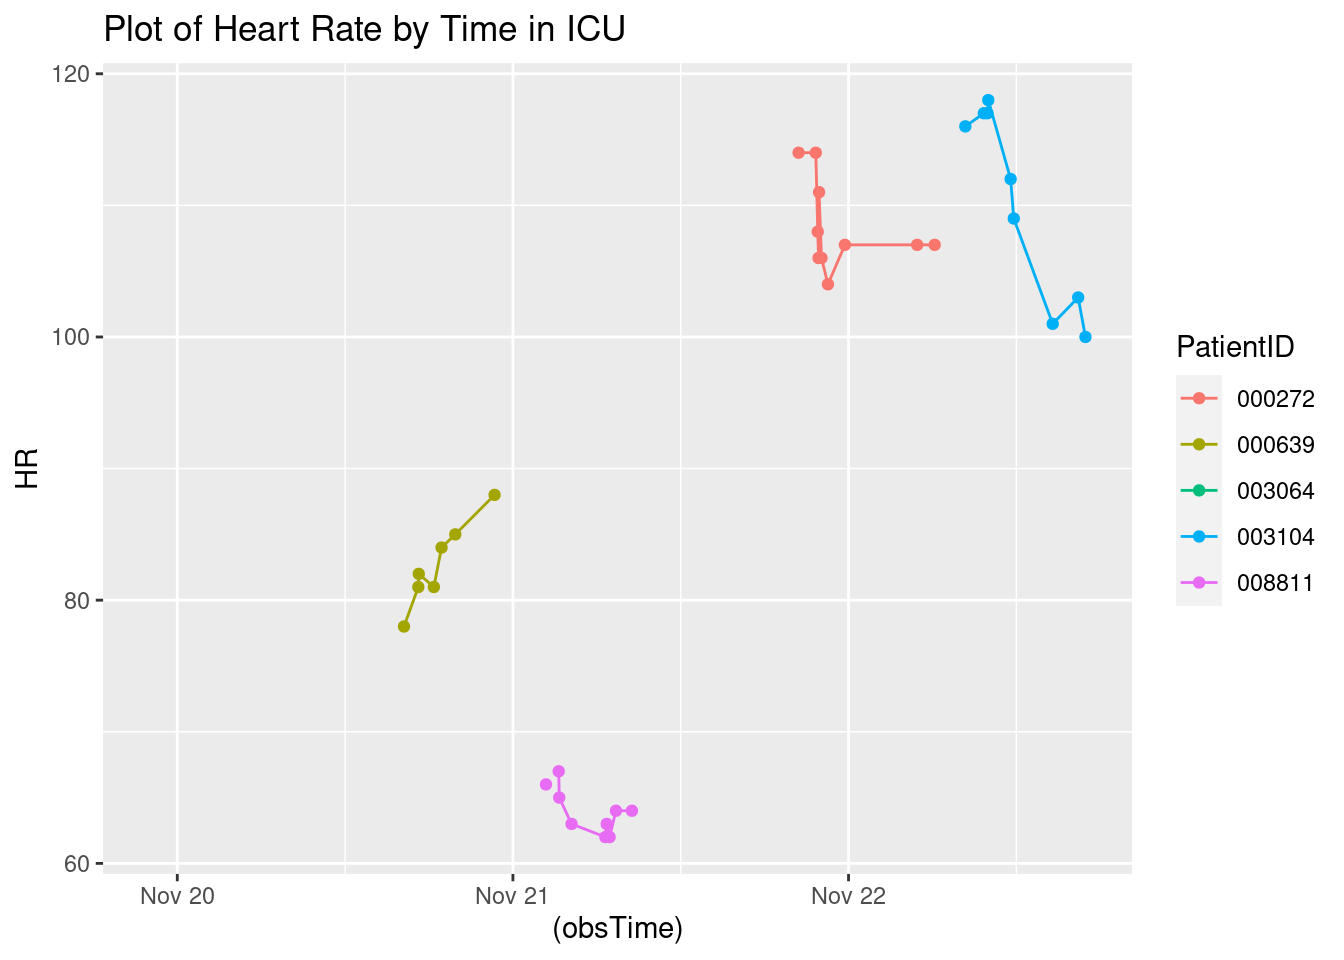 Plot of Heart Rate by Time in ICU
120
100
80
60
HR
Nov 20
Nov 21
Nov 22
(obsTime)
PatientID
000272
000639
003064
003104
008811